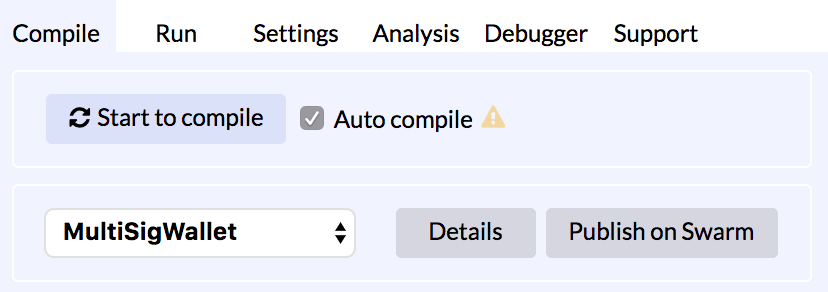 Compile Run Settings Analysis Debugger Support
Start to compile Auto compile
MultiSigWallet Details Publish on Swarm